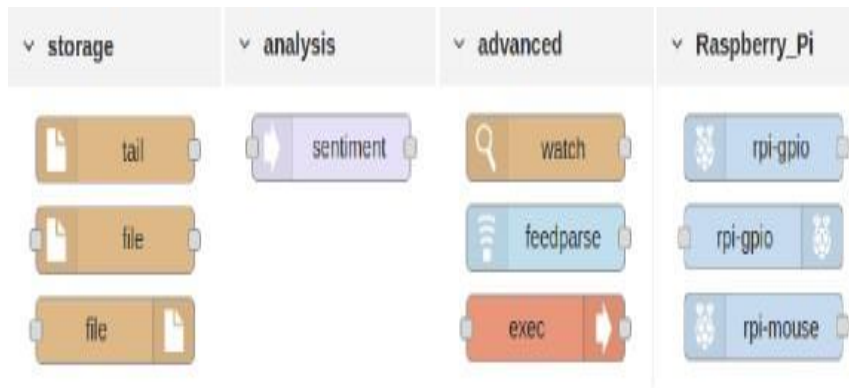 storage
tail
file
file
analysis
sentiment
advanced
watch
feedparse
exec
Raspberry_Pi
rpi-gpio
rpi-gpio
rpi-mouse